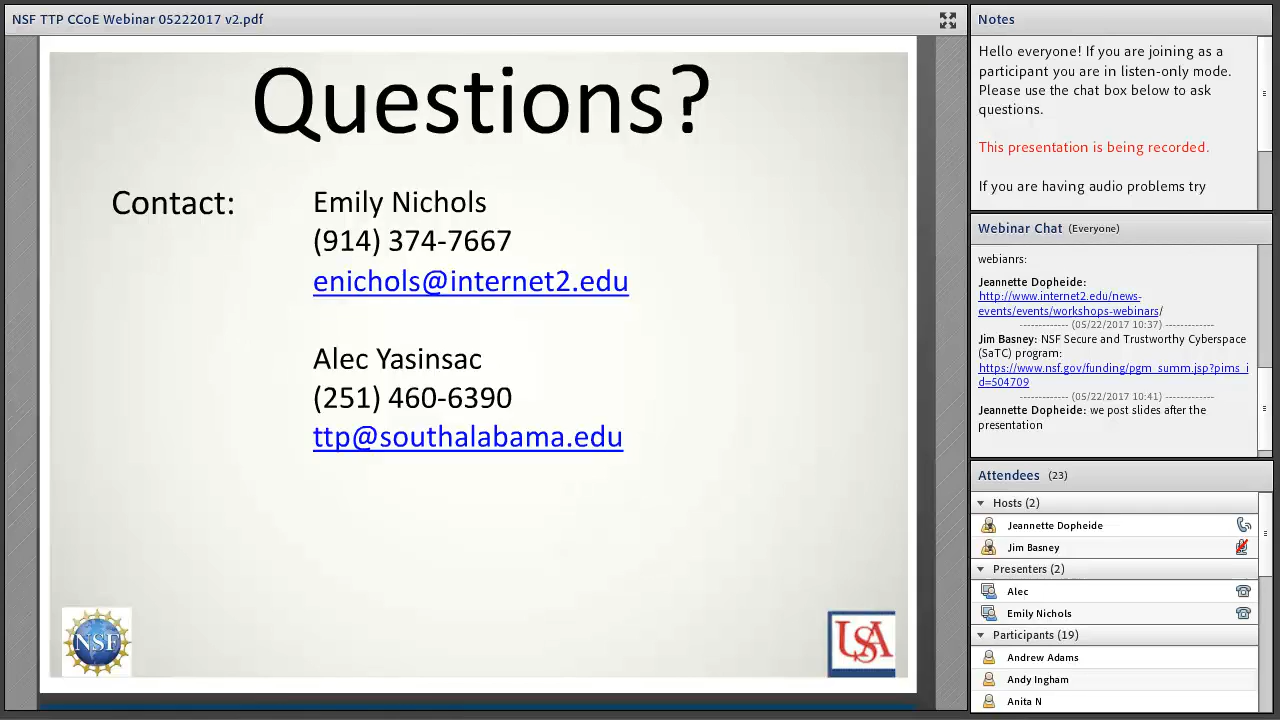 NSF TTP CCoE Webinar 05222017 v2.pdf
Questions?
Contact:
Emily Nichols
(914) 374-7667
enichols@internet2.edu
Alec Yasinsac
(251) 460-6390
ttp@southalabama.edu
NSF
USA
Notes
Hello everyone! If you are joining as a
participant you are in listen-only mode.
Please use the chat box below to ask
questions.
This presentation is being recorded.
If you are having audio problems try
Webinar Chat (Everyone)
webianrs:
Jeannette Dopheide:
http://www.internet2.edu/news-
events/events/workshops-webinars/
------------ (05/22/2017 10:37) ------------
Jim Basney: NSF Secure and Trustworthy Cyberspace
(SaTC) program:
https://www.nsf.gov/funding/pgm_summ.jsp?pims_i
d=504709
------------ (05/22/2017 10:41) ------------
Jeannette Dopheide: we post slides after the
presentation
Attendees (23)
Hosts (2)
Jeannette Dopheide
Jim Basney
Presenters (2)
Alec
Emily Nichols
Participants (19)
Andrew Adams
Andy Ingham
Anita N